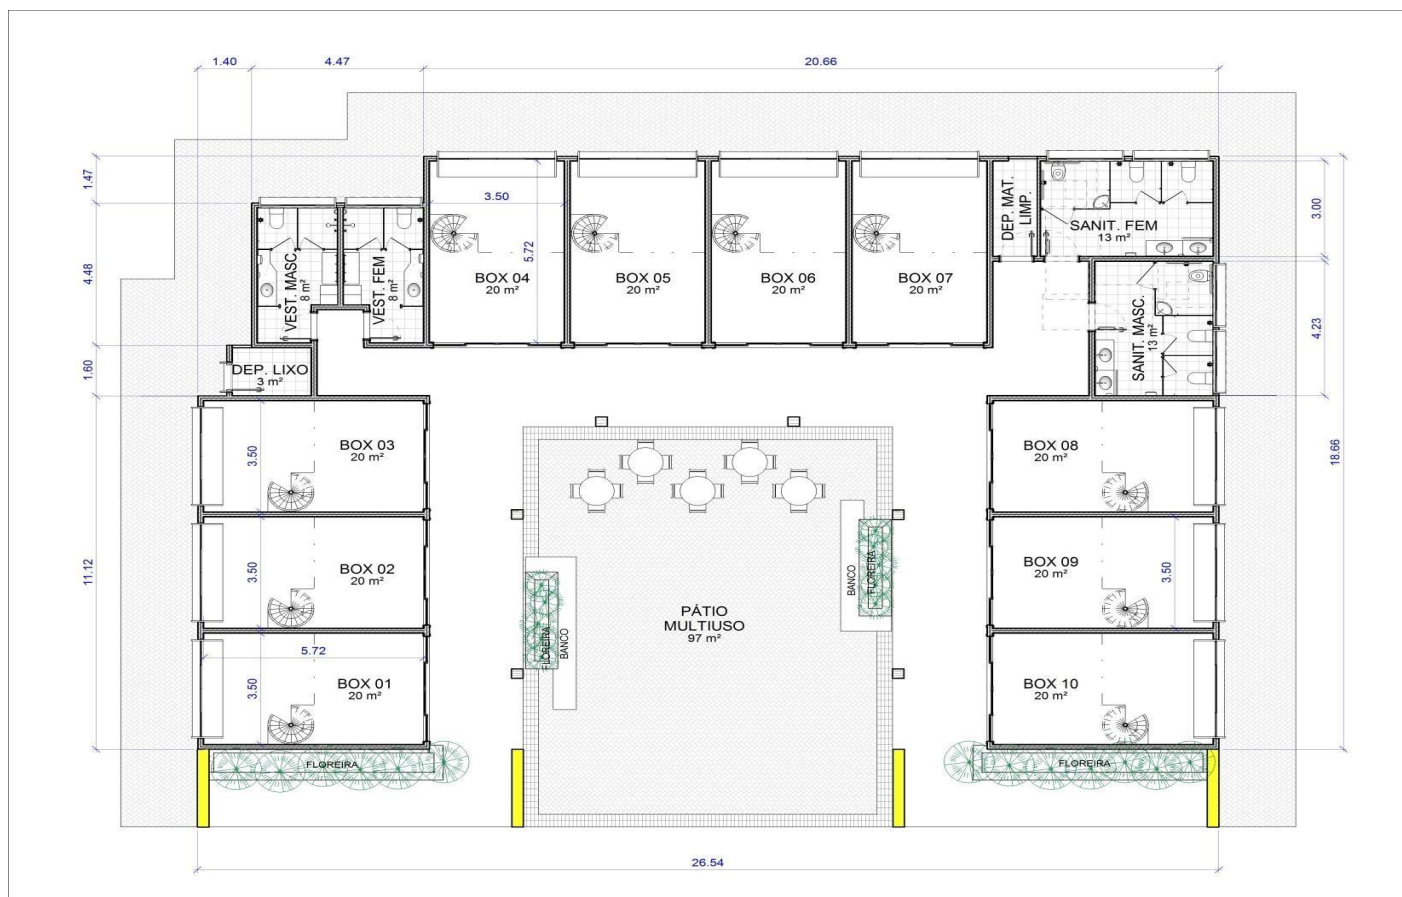 1.40
4.47
20.66
1.47
4.48
1.60
11.12
3.00
4.23
18.66
VEST. MASC.
8 m²
VEST. FEM
8 m²
3.50
5.72
BOX 04
20 m²
BOX 05
20 m²
BOX 06
20 m²
BOX 07
20 m²
DEP. MAT.
LIMP.
SANIT. FEM
13 m²
SANIT. MASC.
13 m²
DEP. LIXO
3 m²
3.50
BOX 03
20 m²
BOX 08
20 m²
3.50
BOX 02
20 m²
BOX 09
20 m²
3.50
BANCO
FLOREIRA
PÁTIO
MULTIUSO
97 m²
FLOREIRA
BANCO
5.72
3.50
BOX 01
20 m²
BOX 10
20 m²
FLOREIRA
FLOREIRA
26.54